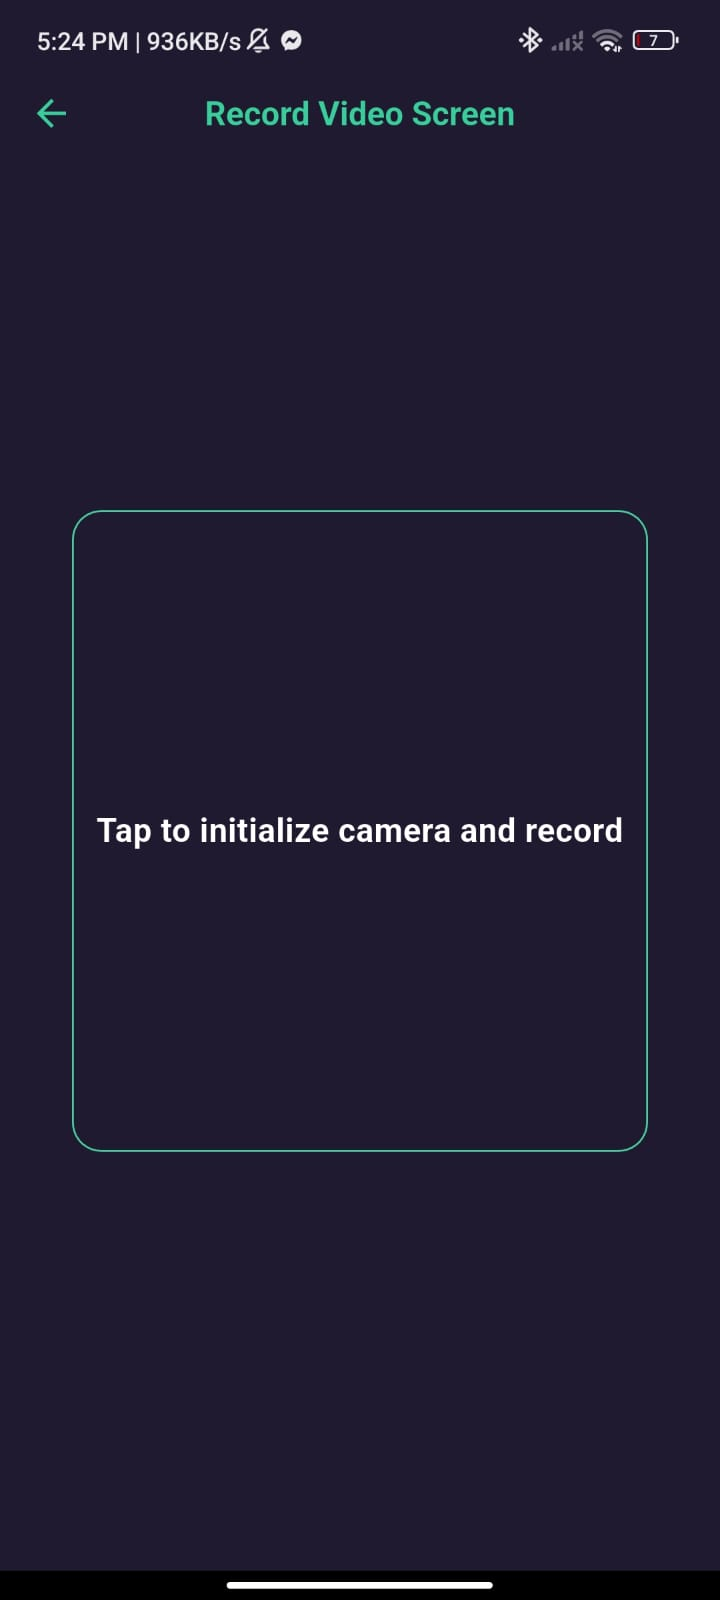 5:24 PM | 936KB/s 7
Record Video Screen
Tap to initialize camera and record